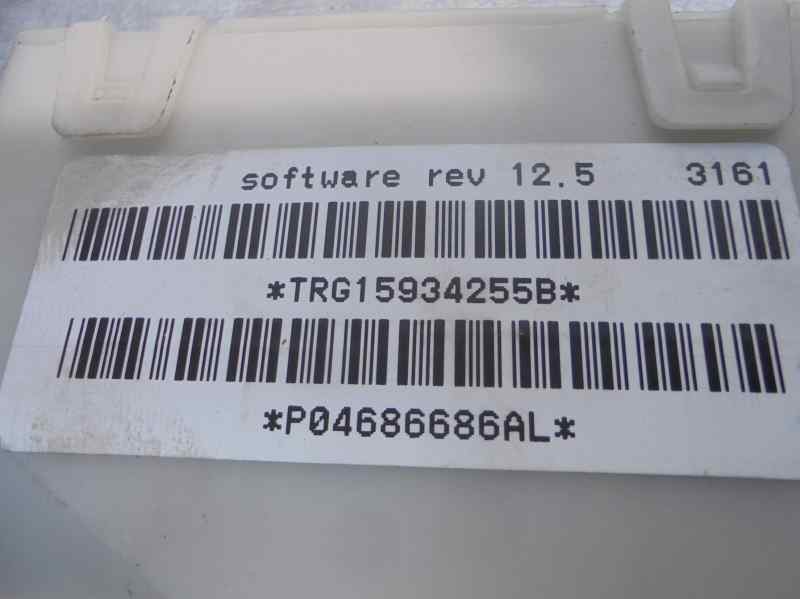 software rev 12.5 3161
*TRG15934255B*
*P04686686AL*